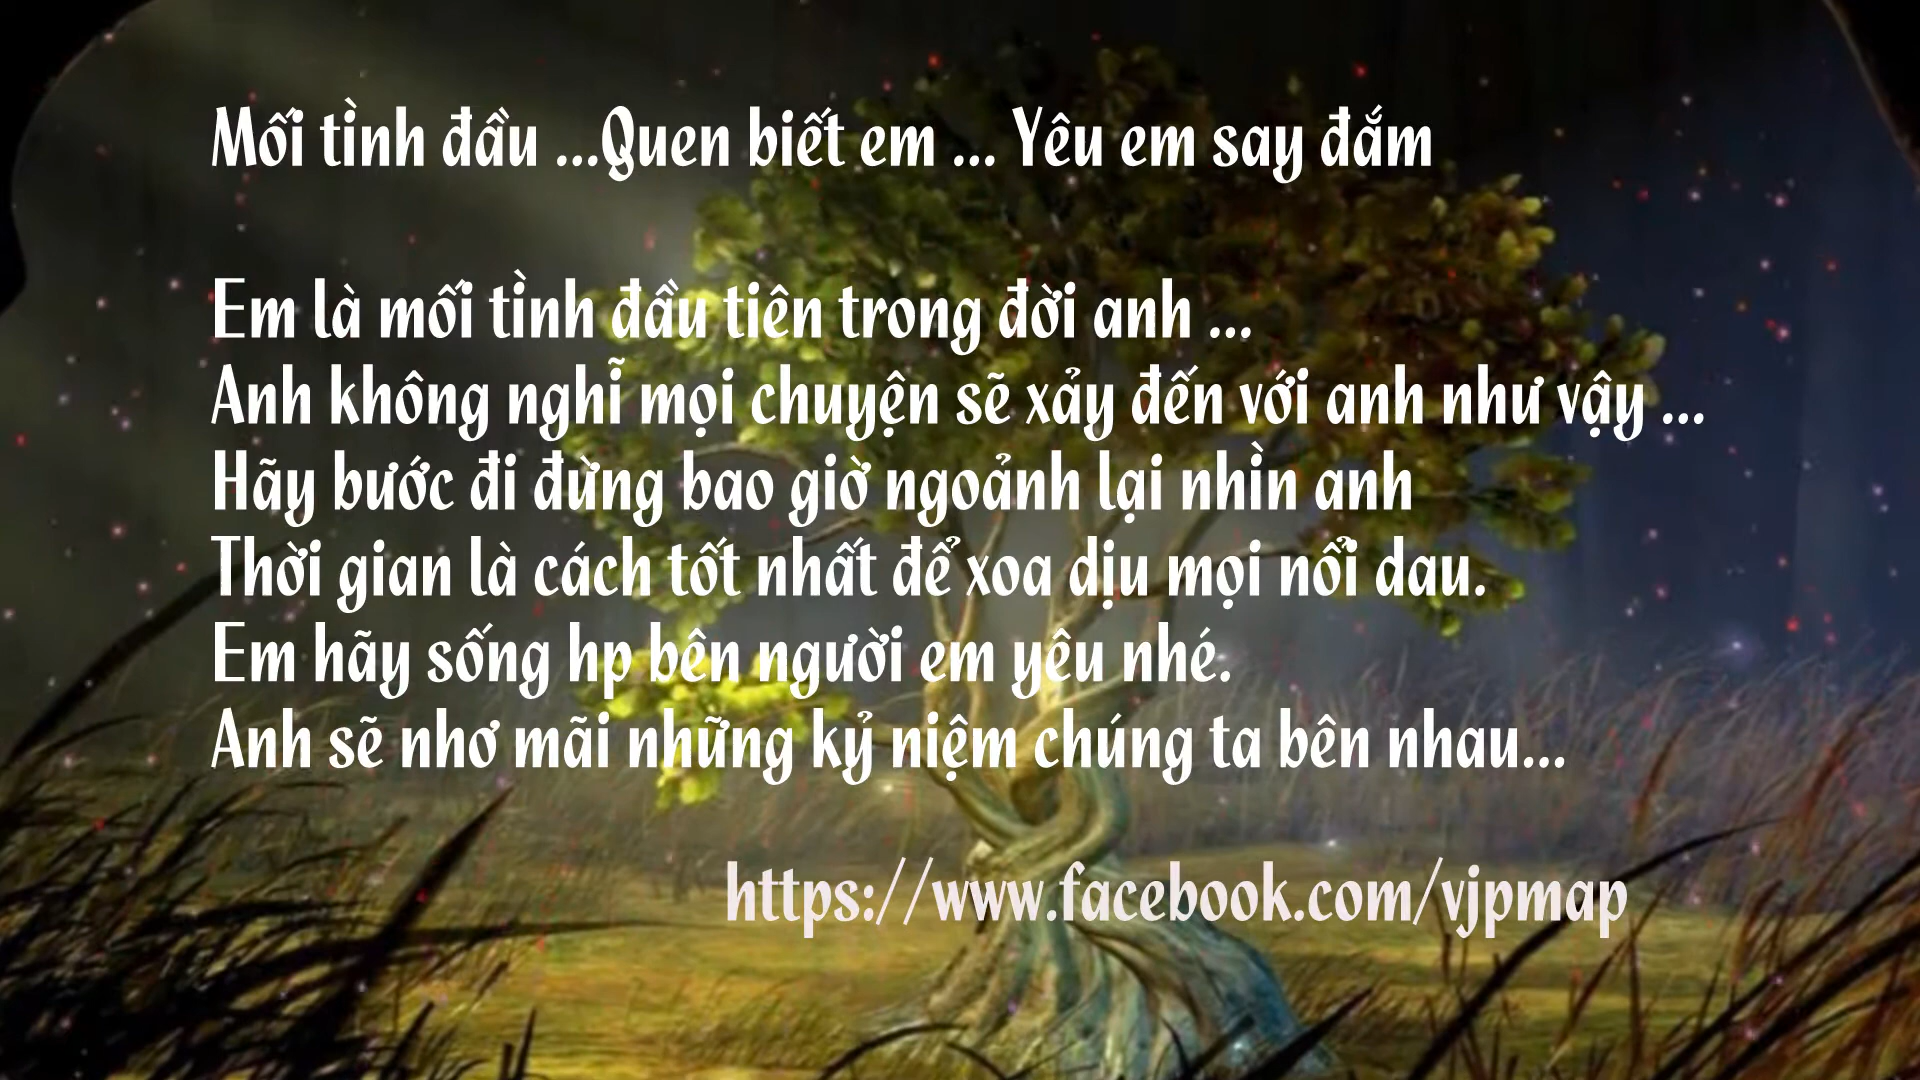 Mối tình đầu ...Quen biết em ... Yêu em say đắm
Em là mối tình đầu tiên trong đời anh ...
Anh không nghĩ mọi chuyện sẽ xảy đến với anh như vậy ...
Hãy bước đi đừng bao giờ ngoảnh lại nhìn anh
Thời gian là cách tốt nhất để xoa dịu mọi nổi dau.
Em hãy sống hp bên người em yêu nhé.
Anh sẽ nhơ mãi những kỷ niệm chúng ta bên nhau...
https://www.facebook.com/vjpmap